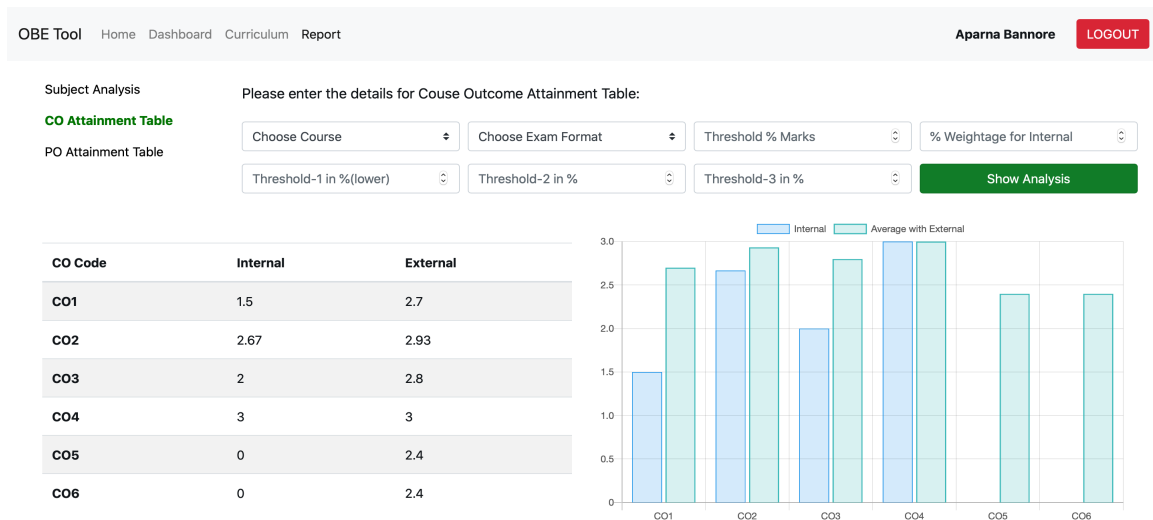 OBE Tool Home Dashboard Curriculum Report Aparna Bannore LOGOUT
Subject Analysis
CO Attainment Table
PO Attainment Table
Please enter the details for Couse Outcome Attainment Table:
Choose Course Choose Exam Format Threshold % Marks % Weightage for Internal
Threshold-1 in %(lower) Threshold-2 in % Threshold-3 in % Show Analysis
CO Code Internal External
CO1 1.5 2.7
CO2 2.67 2.93
CO3 2 2.8
CO4 3 3
CO5 0 2.4
CO6 0 2.4
Internal Average with External
3.0
2.5
2.0
1.5
1.0
0.5
0
CO1 CO2 CO3 CO4 CO5 CO6